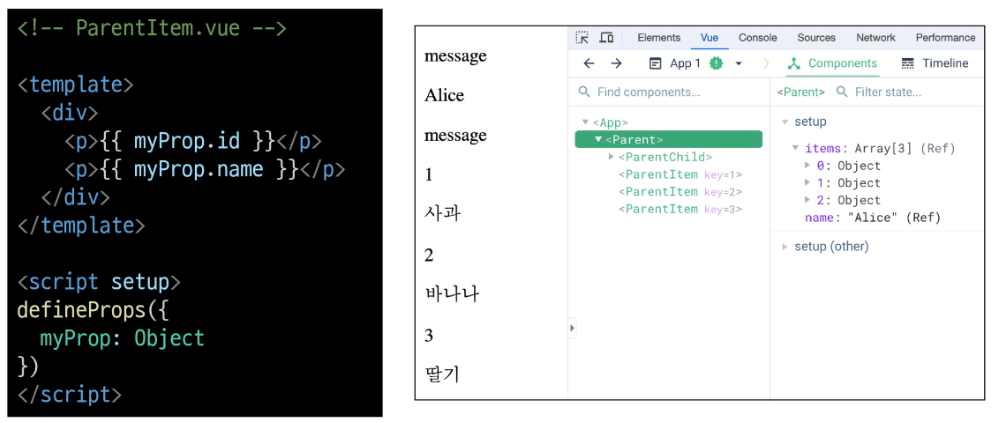 <!-- ParentItem.vue -->
<template>
<div>
<p>{{ myProp.id }}</p>
<p>{{ myProp.name }}</p>
</div>
</template>
<script setup>
defineProps({
myProp: Object
})
</script>
message
Alice
message
1
사과
2
바나나
3
딸기
Elements Vue Console Sources Network Performance
App 1 Components Timeline
Find components...
<Parent> Filter state...
<App>
<Parent>
<ParentChild>
<ParentItem key=1>
<ParentItem key=2>
<ParentItem key=3>
setup
items: Array[3] (Ref)
0: Object
1: Object
2: Object
name: "Alice" (Ref)
setup (other)